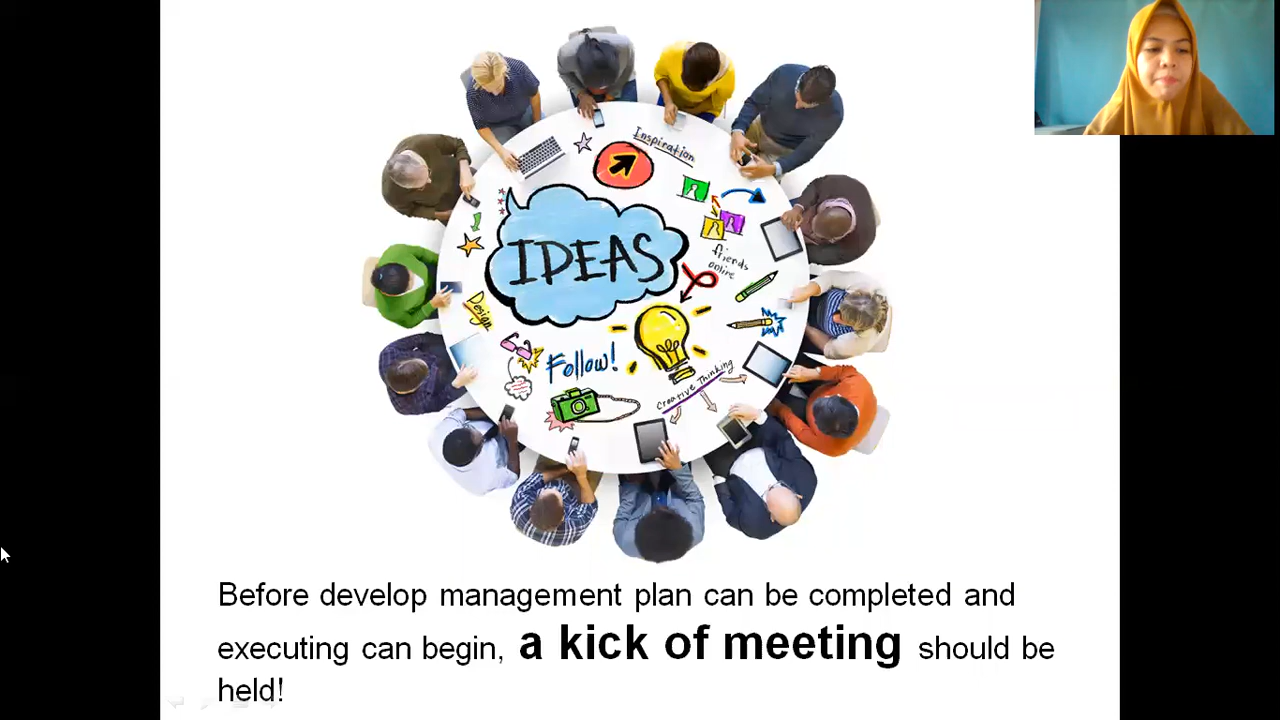 Inspiration
IDEAS
friends
online
Design
Follow!
Creative Thinking
Before develop management plan can be completed and
executing can begin, a kick of meeting should be
held!